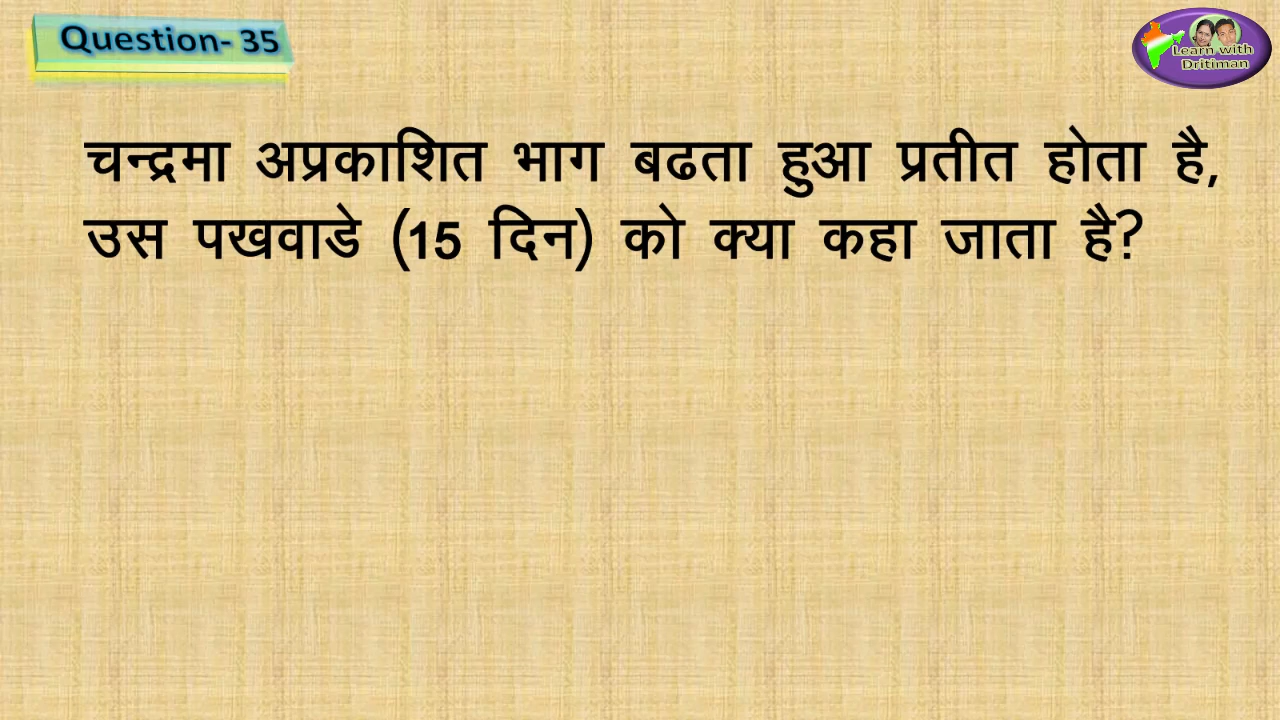 Question- 35
Learn with
Dritiman
चन्द्रमा अप्रकाशित भाग बढता हुआ प्रतीत होता है,
उस पखवाडे (15 दिन) को क्या कहा जाता है?